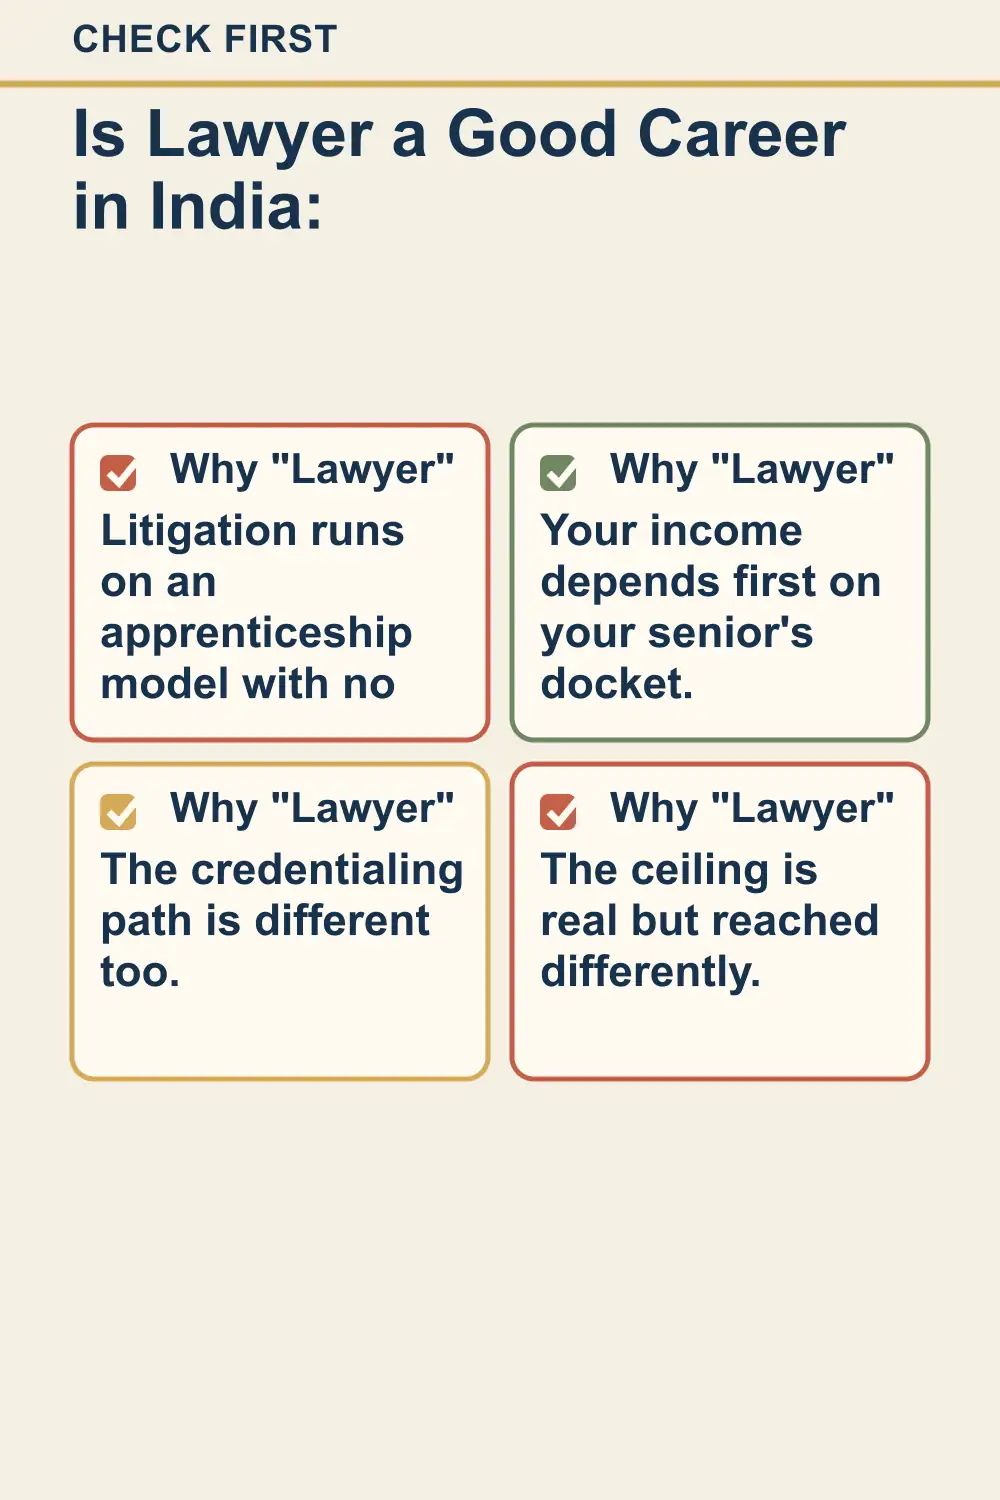 CHECK FIRST
Is Lawyer a Good Career
in India:
Why "Lawyer"
Litigation runs
on an
apprenticeship
model with no
Why "Lawyer"
Your income
depends first on
your senior's
docket.
Why "Lawyer"
The credentialing
path is different
too.
Why "Lawyer"
The ceiling is
real but reached
differently.